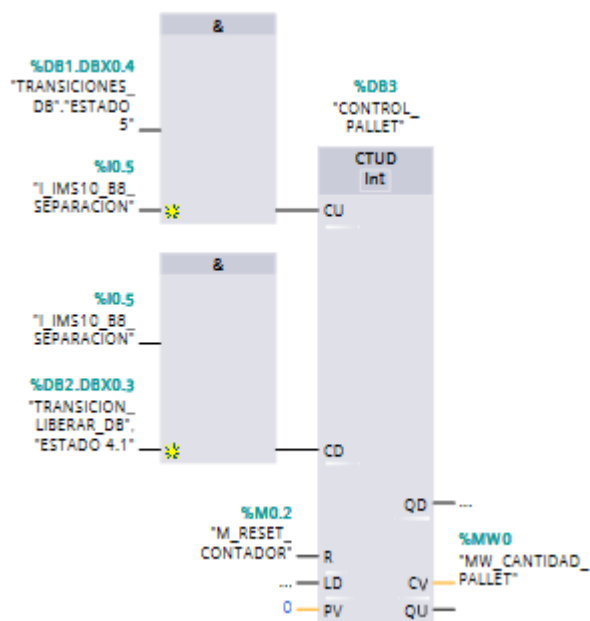 &
%DB1.DBX0.4
"TRANSICIONES_
DB"."ESTADO
5"
%I0.5
"I_IMS10_B8_
SEPARACION"
%DB3
"CONTROL_
PALLET"
CTUD
Int
CU
&
%I0.5
"I_IMS10_B8_
SEPARACION"
%DB2.DBX0.3
"TRANSICION_
LIBERAR_DB".
"ESTADO 4.1"
CD
QD ...
%M0.2
"M_RESET_
CONTADOR"
R
%MW0
"MW_CANTIDAD_
PALLET"
... LD
CV
0 PV
QU